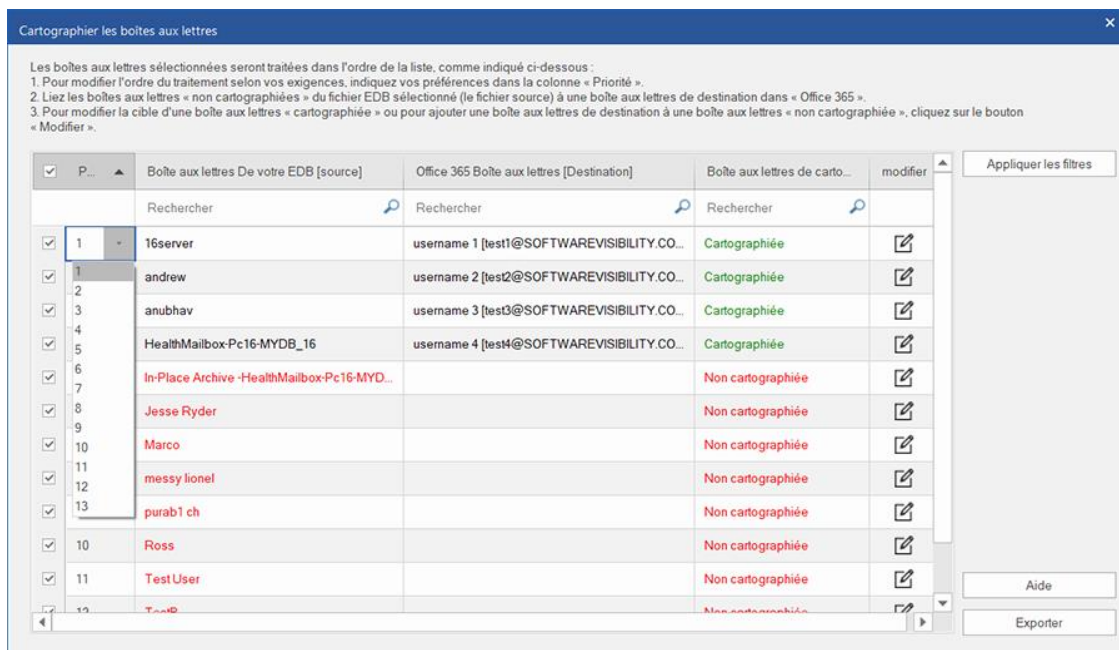 Cartographier les boîtes aux lettres
Les boîtes aux lettres sélectionnées seront traitées dans l'ordre de la liste, comme indiqué ci-dessous :
1. Pour modifier l'ordre du traitement selon vos exigences, indiquez vos préférences dans la colonne « Priorité ».
2. Liez les boîtes aux lettres « non cartographiées » du fichier EDB sélectionné (le fichier source) à une boîte aux lettres de destination dans « Office 365 ».
3. Pour modifier la cible d'une boîte aux lettres « cartographiée » ou pour ajouter une boîte aux lettres de destination à une boîte aux lettres « non cartographiée », cliquez sur le bouton
« Modifier ».
P... Boîte aux lettres De votre EDB [source] Office 365 Boîte aux lettres [Destination] Boîte aux lettres de carto... modifier
Appliquer les filtres
Rechercher Rechercher Rechercher
1 16server username 1 [test1@SOFTWAREVISIBILITY.CO... Cartographiée
1
2
3
4
5
6
7
8
9
10
11
12
13
andrew username 2 [test2@SOFTWAREVISIBILITY.CO... Cartographiée
anubhav username 3 [test3@SOFTWAREVISIBILITY.CO... Cartographiée
HealthMailbox-Pc16-MYDB_16 username 4 [test4@SOFTWAREVISIBILITY.CO... Cartographiée
In-Place Archive -HealthMailbox-Pc16-MYD... Non cartographiée
Jesse Ryder Non cartographiée
Marco Non cartographiée
messy lionel Non cartographiée
purab1 ch Non cartographiée
10 Ross Non cartographiée
11 Test User Non cartographiée
12 Non cartographiée
Aide
Exporter